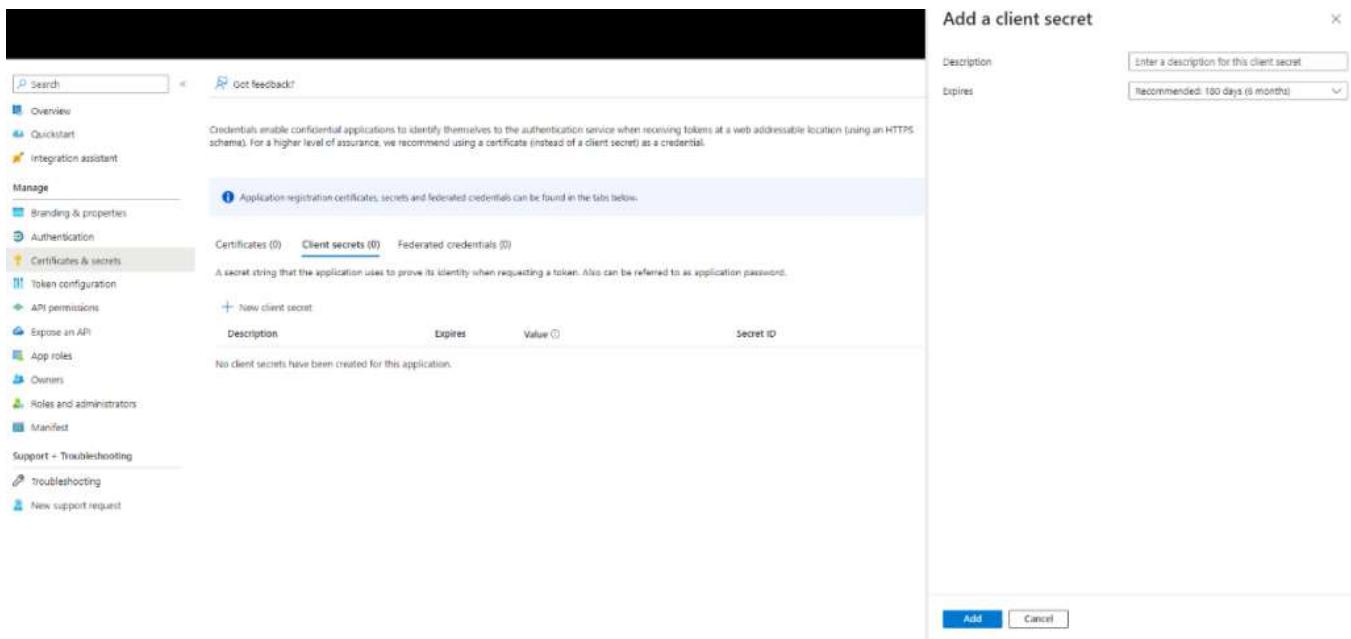 Search
«
Overview
Quickstart
Integration assistant
Manage
Branding & properties
Authentication
Certificates & secrets
Token configuration
API permissions
Expose an API
App roles
Owners
Roles and administrators
Manifest
Support + Troubleshooting
Troubleshooting
New support request
Got feedback?
Credentials enable confidential applications to identify themselves to the authentication service when receiving tokens at a web addressable location (using an HTTPS
scheme). For a higher level of assurance, we recommend using a certificate (instead of a client secret) as a credential.
Application registration certificates, secrets and federated credentials can be found in the tabs below.
Certificates (0) Client secrets (0) Federated credentials (0)
A secret string that the application uses to prove its identity when requesting a token. Also can be referred to as application password.
New client secret
Description Expires Value Secret ID
No client secrets have been created for this application.
Add a client secret
Description Enter a description for this client secret
Expires Recommended: 180 days (6 months)
Add Cancel